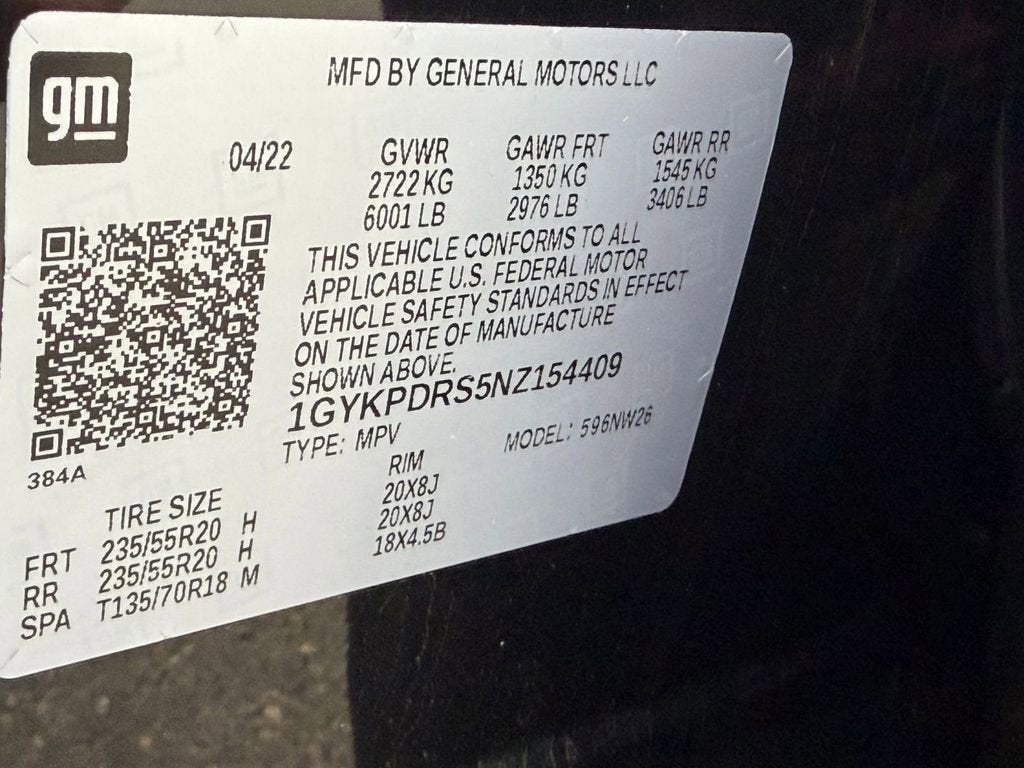 gm
MFD BY GENERAL MOTORS LLC
04/22 GVWR GAWR FRT GAWR RR
2722 KG 1350 KG 1545 KG
6001 LB 2976 LB 3406 LB
THIS VEHICLE CONFORMS TO ALL
APPLICABLE U.S. FEDERAL MOTOR
VEHICLE SAFETY STANDARDS IN EFFECT
ON THE DATE OF MANUFACTURE
SHOWN ABOVE.
1GYKPDRS5NZ154409
TYPE: MPV MODEL: 596NW26
384A
TIRE SIZE RIM
FRT 235/55R20 H 20X8J
RR 235/55R20 H 20X8J
SPA T135/70R18 M 18X4.5B